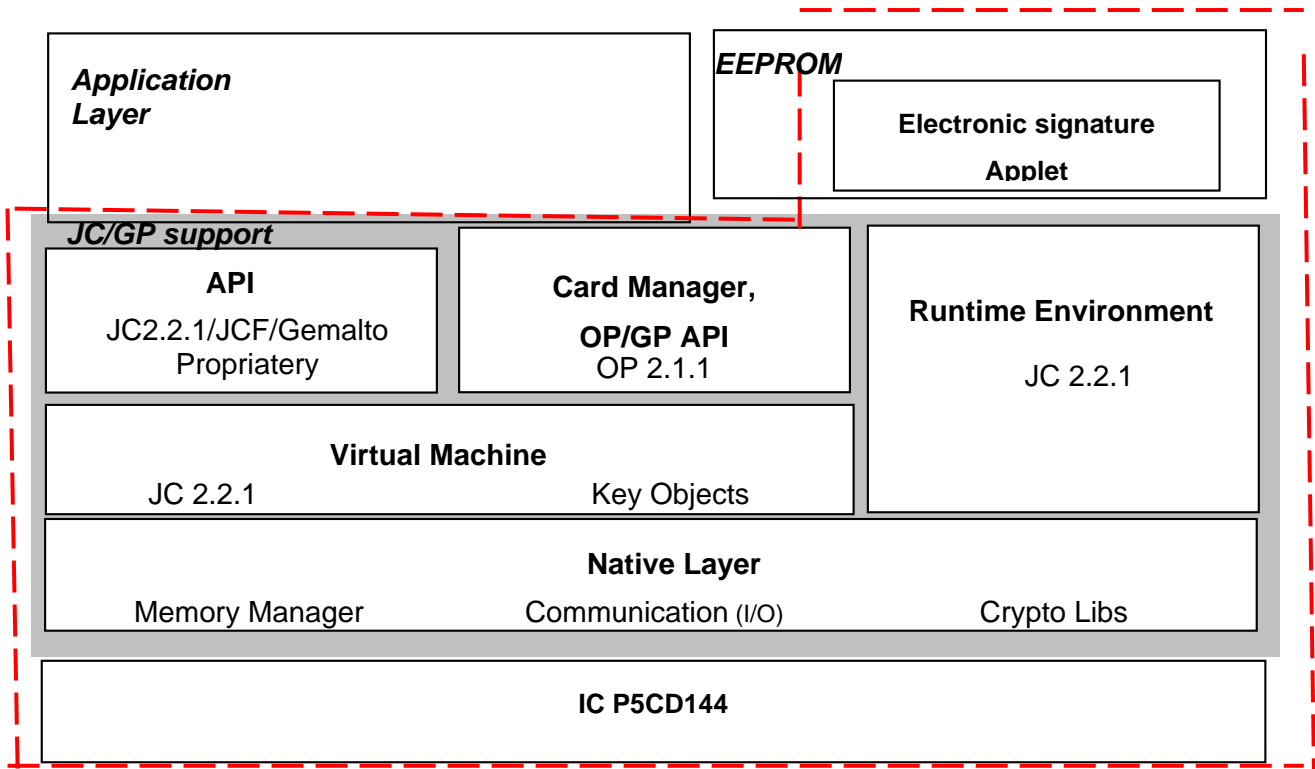 Application
Layer
EEPROM
Electronic signature
Applet
JC/GP support
API
JC2.2.1/JCF/Gemalto
Propriatery
Card Manager,
OP/GP API
OP 2.1.1
Runtime Environment
JC 2.2.1
Virtual Machine
JC 2.2.1 Key Objects
Native Layer
Memory Manager Communication (I/O) Crypto Libs
IC P5CD144